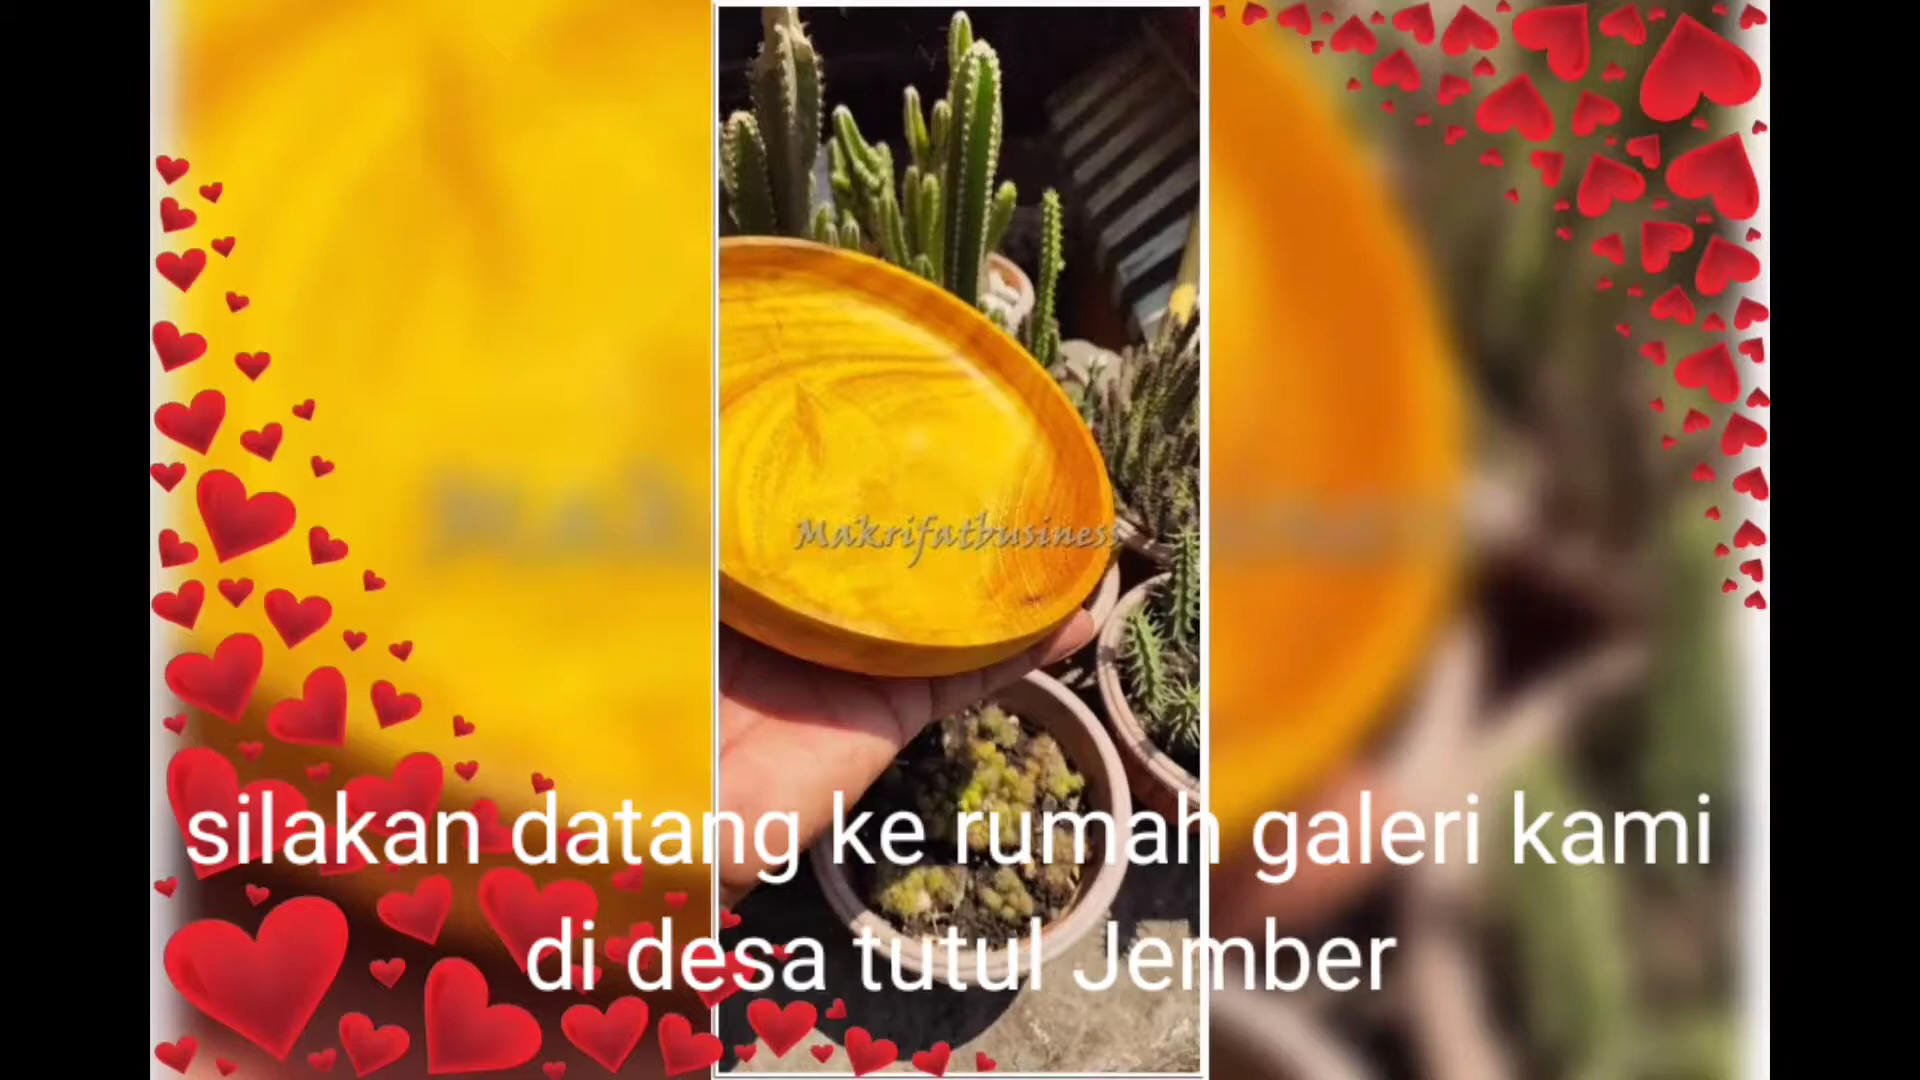 Makrifatbusiness
silakan datang ke rumah galeri kami
di desa tutul Jember